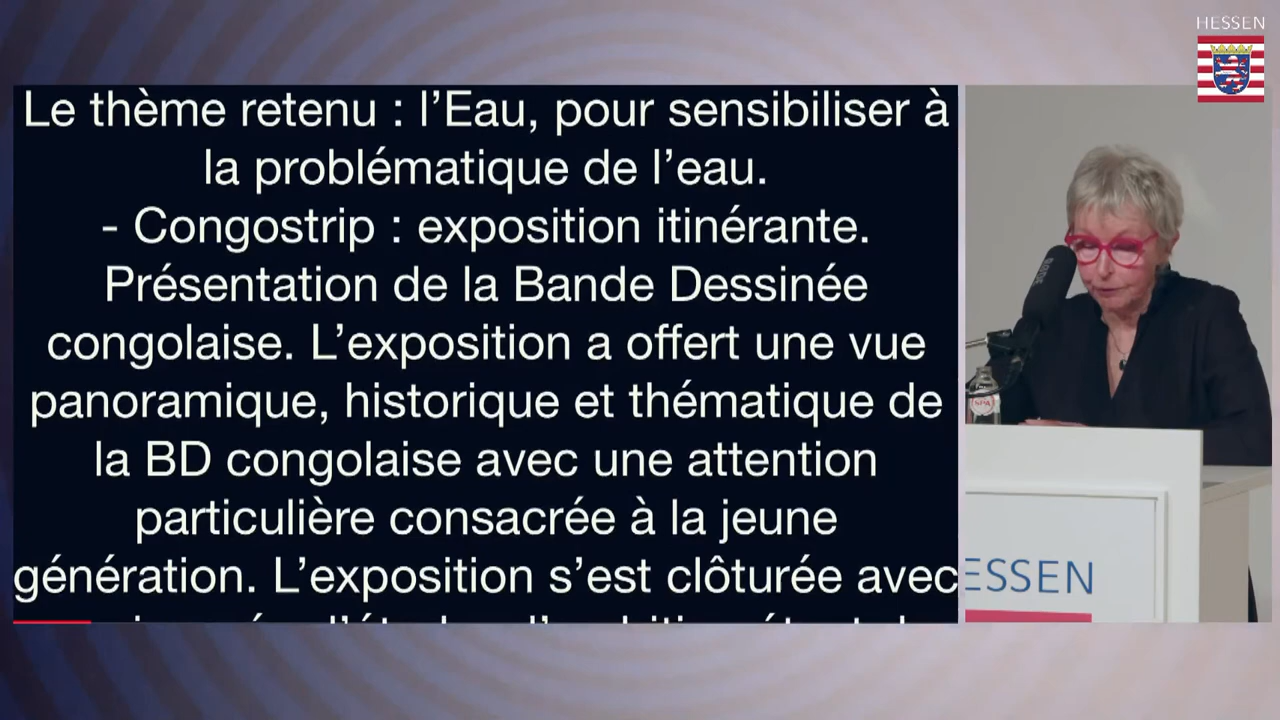 HESSEN
Le thème retenu : l’Eau, pour sensibiliser à
la problématique de l’eau.
- Congostrip : exposition itinérante.
Présentation de la Bande Dessinée
congolaise. L’exposition a offert une vue
panoramique, historique et thématique de
la BD congolaise avec une attention
particulière consacrée à la jeune
génération. L’exposition s’est clôturée avec
RØDE
SPA
ESSEN